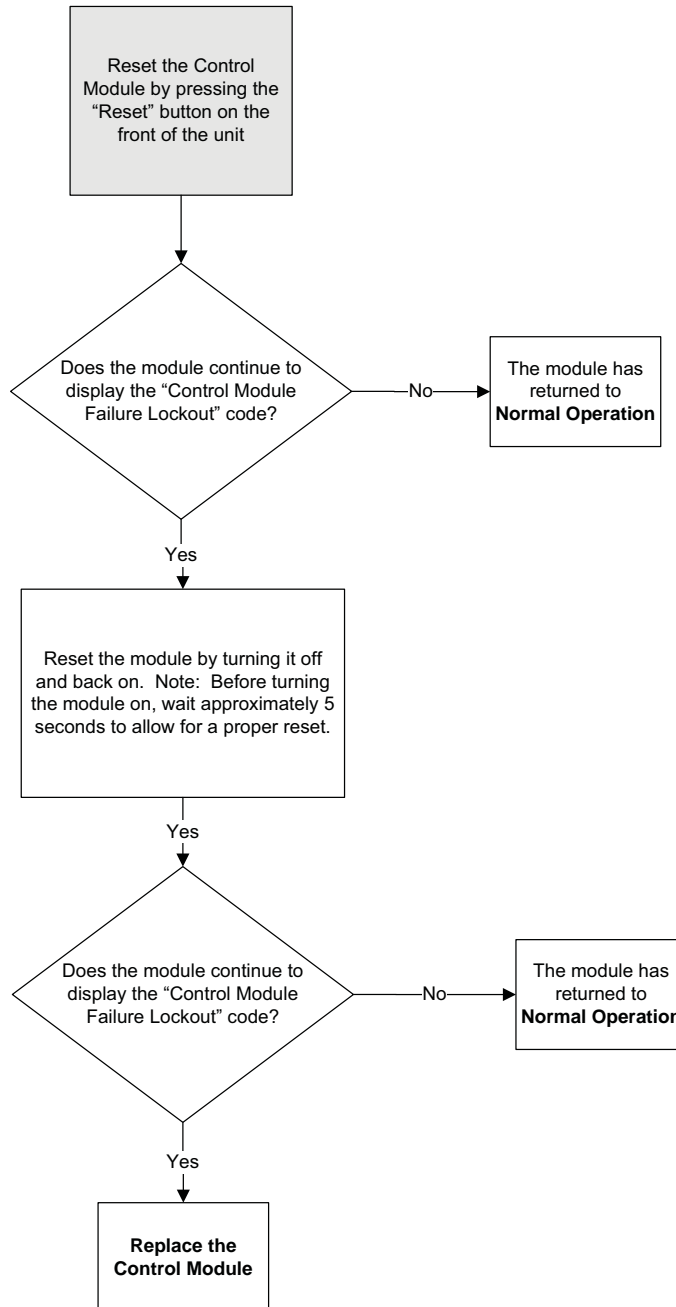 Reset the Control
Module by pressing the
“Reset” button on the
front of the unit
Does the module continue to
display the “Control Module
Failure Lockout” code?
No
The module has
returned to
Normal Operation
Yes
Reset the module by turning it off
and back on.  Note:  Before turning
the module on, wait approximately 5
seconds to allow for a proper reset.
Yes
Does the module continue to
display the “Control Module
Failure Lockout” code?
No
The module has
returned to
Normal Operation
Yes
Replace the
Control Module